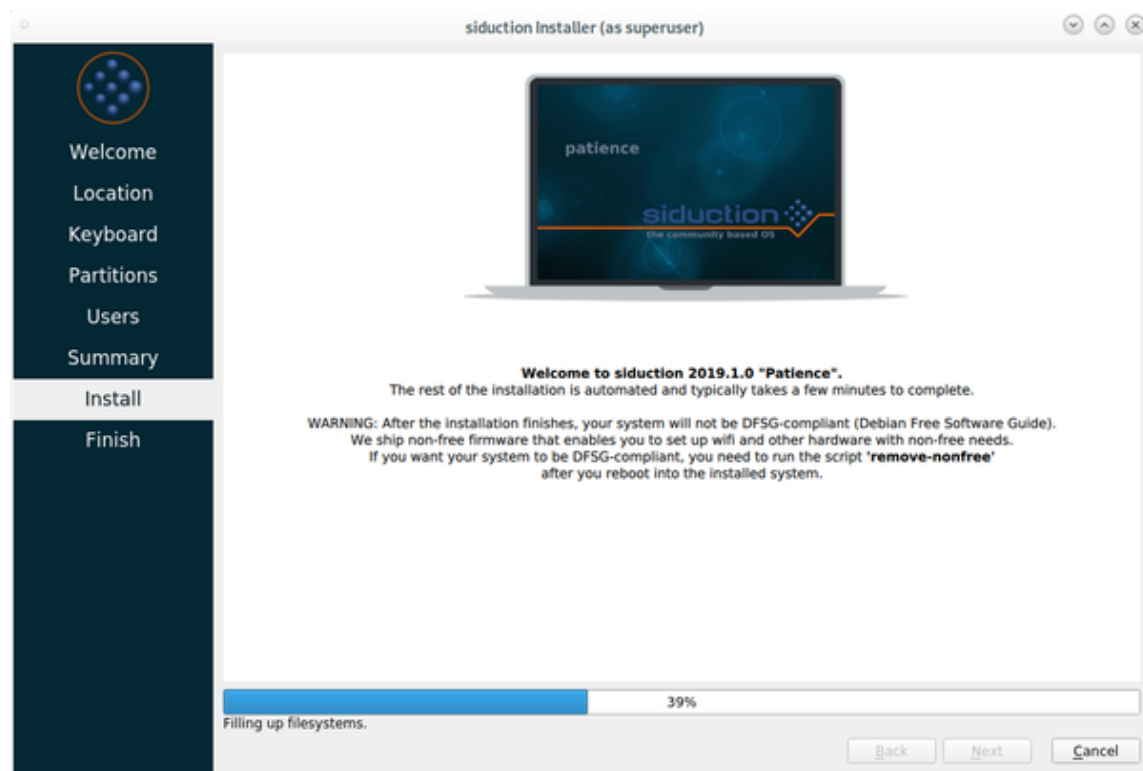 siduction Installer (as superuser)
Welcome
Location
Keyboard
Partitions
Users
Summary
Install
Finish
patience
siduction
the community based OS
Welcome to siduction 2019.1.0 "Patience".
The rest of the installation is automated and typically takes a few minutes to complete.
WARNING: After the installation finishes, your system will not be DFSG-compliant (Debian Free Software Guide).
We ship non-free firmware that enables you to set up wifi and other hardware with non-free needs.
If you want your system to be DFSG-compliant, you need to run the script 'remove-nonfree'
after you reboot into the installed system.
39%
Filling up filesystems.
Back Next Cancel